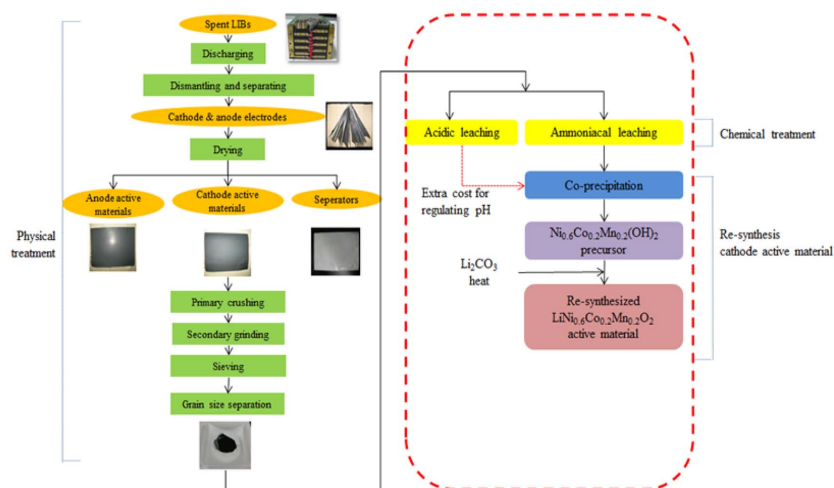 Spent LIBs
Discharging
Dismantling and separating
Cathode & anode electrodes
Drying
Anode active
materials
Cathode active
materials
Seperators
Physical
treatment
Primary crushing
Secondary grinding
Sieving
Grain size separation
Acidic leaching
Ammoniacal leaching
Chemical treatment
Extra cost for
regulating pH
Co-precipitation
Ni₀.₆Co₀.₂Mn₀.₂(OH)₂
precursor
Re-synthesis
cathode active material
Li₂CO₃
heat
Re-synthesized
LiNi₀.₆Co₀.₂Mn₀.₂O₂
active material